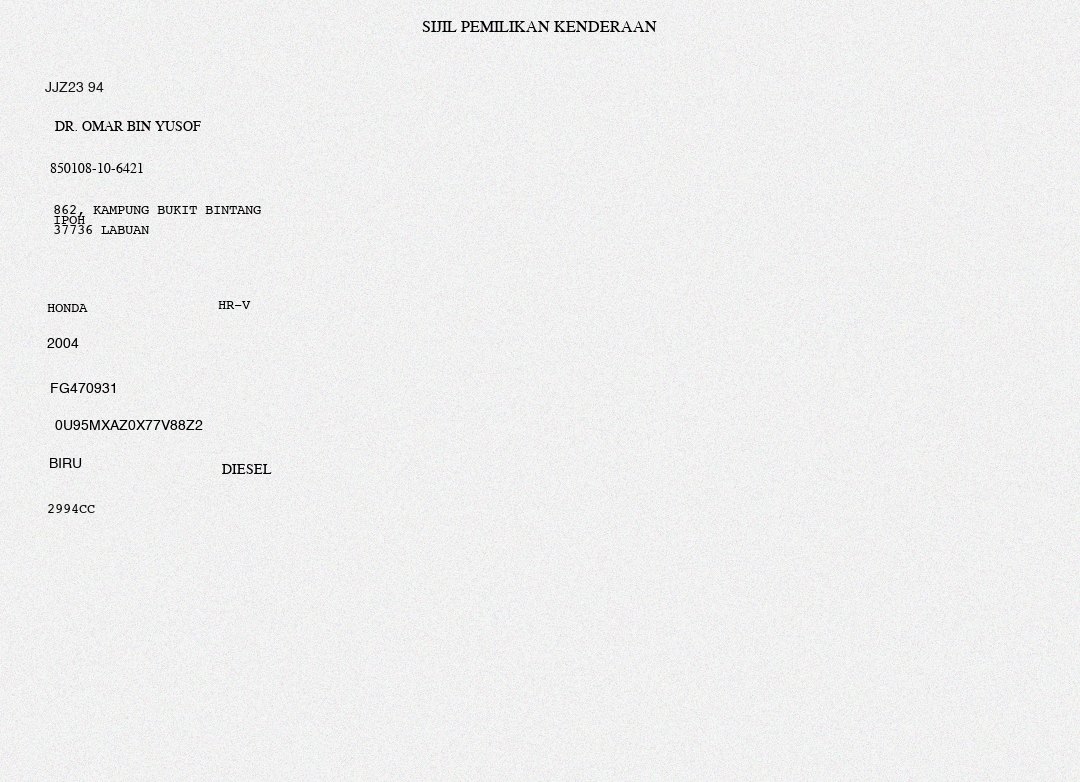 SIJIL PEMILIKAN KENDERAAN
JJZ23 94
DR. OMAR BIN YUSOF
850108-10-6421
862, KAMPUNG BUKIT BINTANG
IPOH
37736 LABUAN
HONDA HR-V
2004
FG470931
0U95MXAZ0X77V88Z2
BIRU DIESEL
2994CC